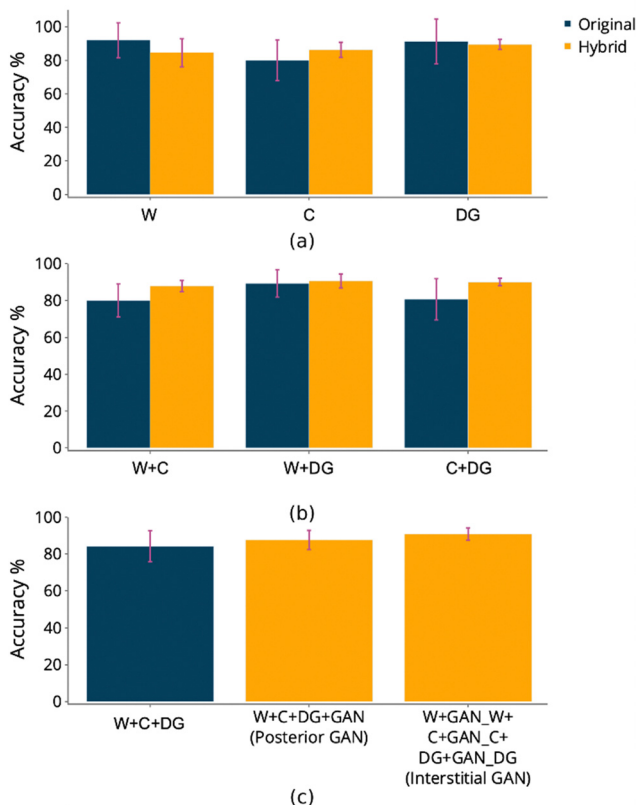 Original
Hybrid
Accuracy %
100
80
60
40
20
0
W
C
DG
(a)
Accuracy %
100
80
60
40
20
0
W+C
W+DG
C+DG
(b)
Accuracy %
100
80
60
40
20
0
W+C+DG
W+C+DG+GAN
(Posterior GAN)
W+GAN_W+
C+GAN_C+
DG+GAN_DG
(Interstitial GAN)
(c)